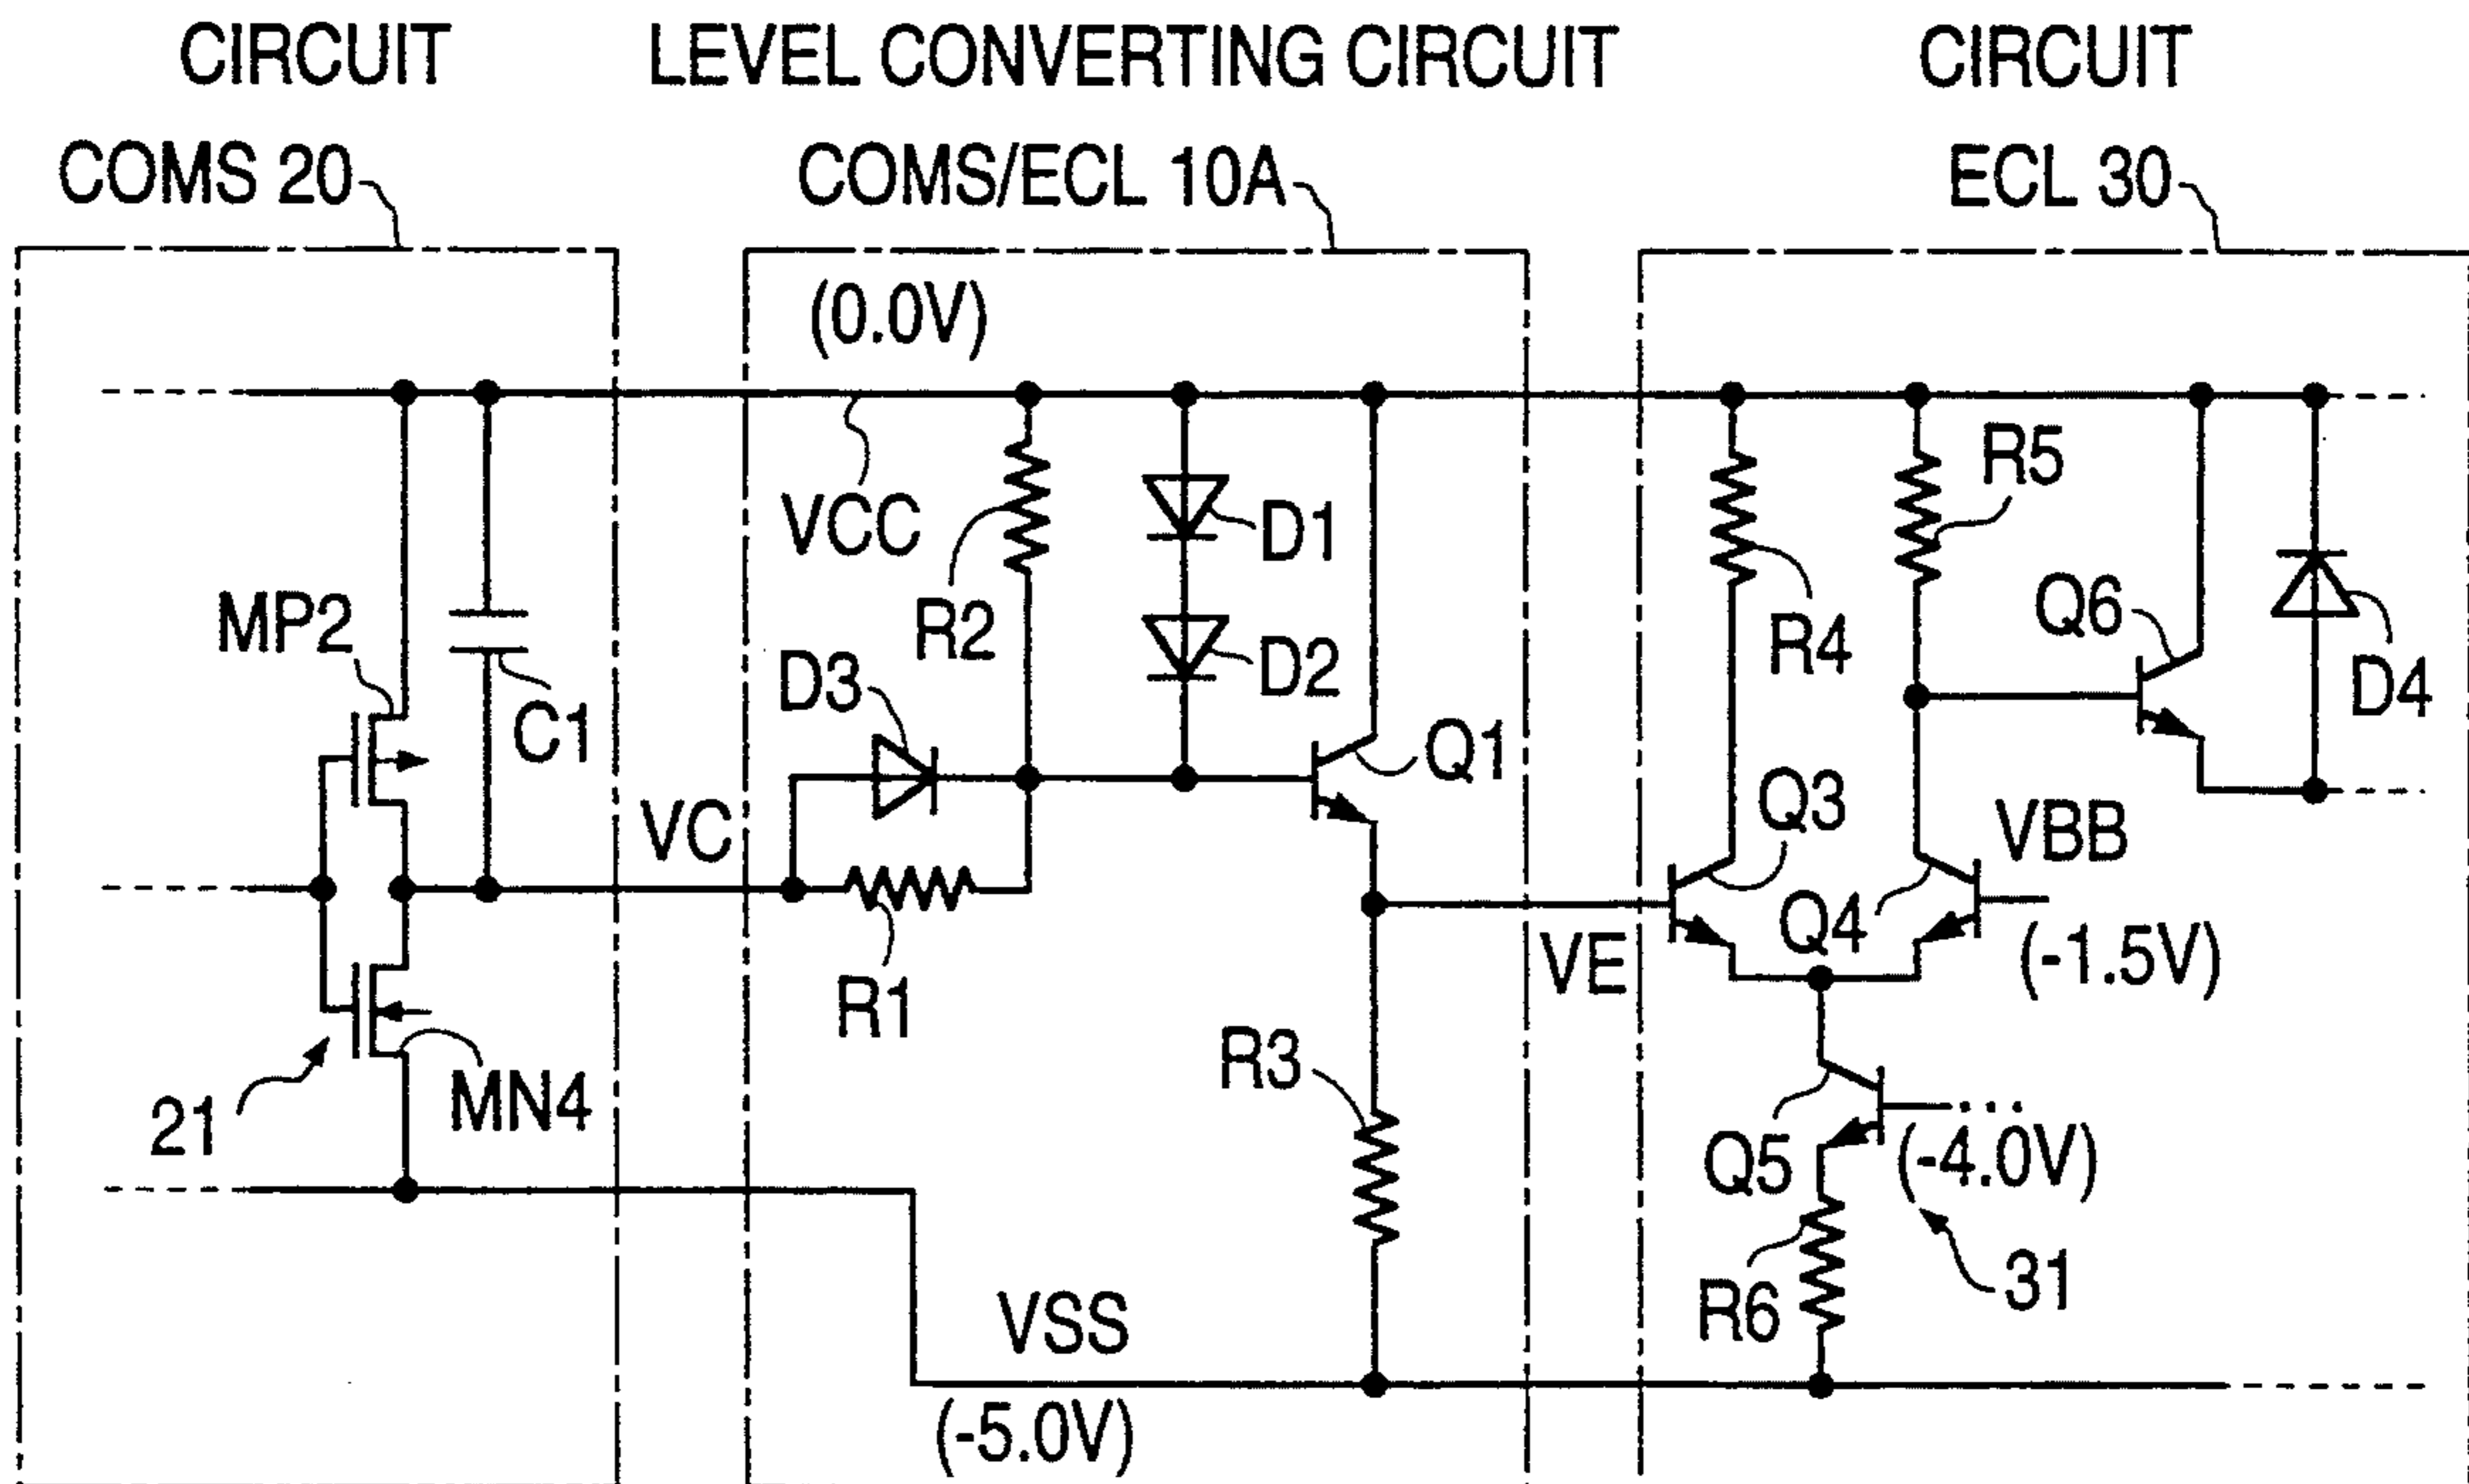 CIRCUIT
LEVEL CONVERTING CIRCUIT
CIRCUIT
COMS 20
COMS/ECL 10A
ECL 30
(0.0V)
VCC
R2
D1
D2
D3
Q1
R5
R4
Q6
D4
MP2
C1
VC
R1
Q3
Q4
VBB
(-1.5V)
VE
R3
21
MN4
Q5
(-4.0V)
R6
31
VSS
(-5.0V)